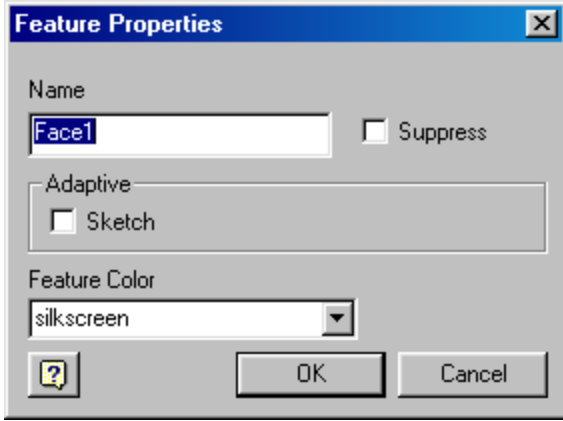 Feature Properties
Name
Face1
Suppress
Adaptive
Sketch
Feature Color
silkscreen
?
OK
Cancel